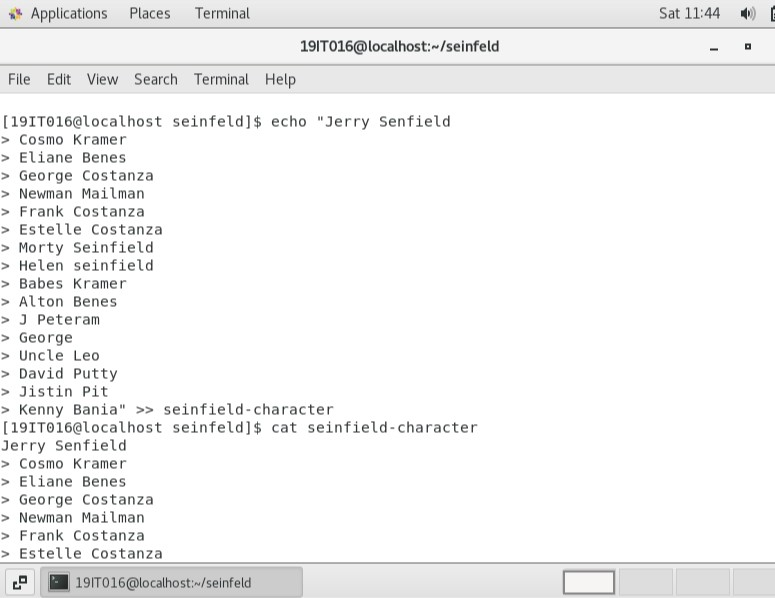 Applications Places Terminal Sat 11:44
19IT016@localhost:~/seinfeld
File Edit View Search Terminal Help
[19IT016@localhost seinfeld]$ echo "Jerry Senfield
> Cosmo Kramer
> Eliane Benes
> George Costanza
> Newman Mailman
> Frank Costanza
> Estelle Costanza
> Morty Seinfield
> Helen seinfield
> Babes Kramer
> Alton Benes
> J Peteram
> George
> Uncle Leo
> David Putty
> Jistin Pit
> Kenny Bania" >> seinfield-character
[19IT016@localhost seinfeld]$ cat seinfield-character
Jerry Senfield
> Cosmo Kramer
> Eliane Benes
> George Costanza
> Newman Mailman
> Frank Costanza
> Estelle Costanza
19IT016@localhost:~/seinfeld